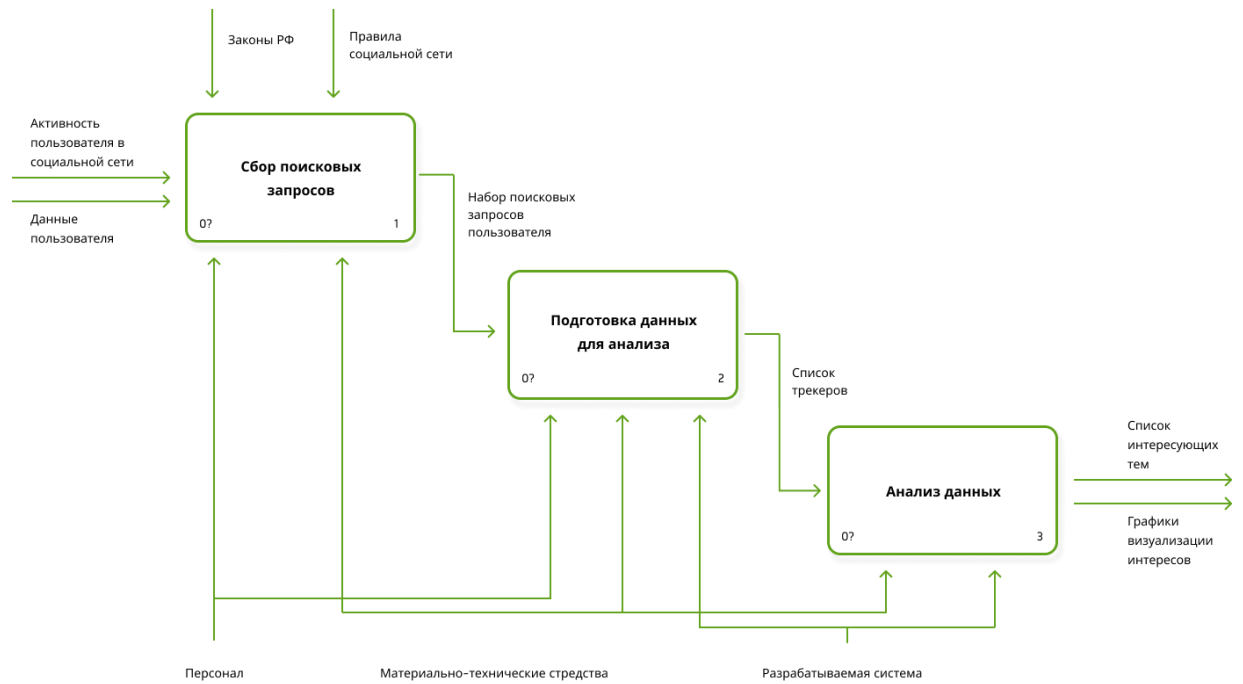 Законы РФ
Правила
социальной сети
Активность
пользователя в
социальной сети
Данные
пользователя
Сбор поисковых
запросов
0?
1
Набор поисковых
запросов
пользователя
Подготовка данных
для анализа
0?
2
Список
трекеров
Анализ данных
0?
3
Список
интересующих
тем
Графики
визуализации
интересов
Персонал
Материально-технические стредства
Разрабатываемая система